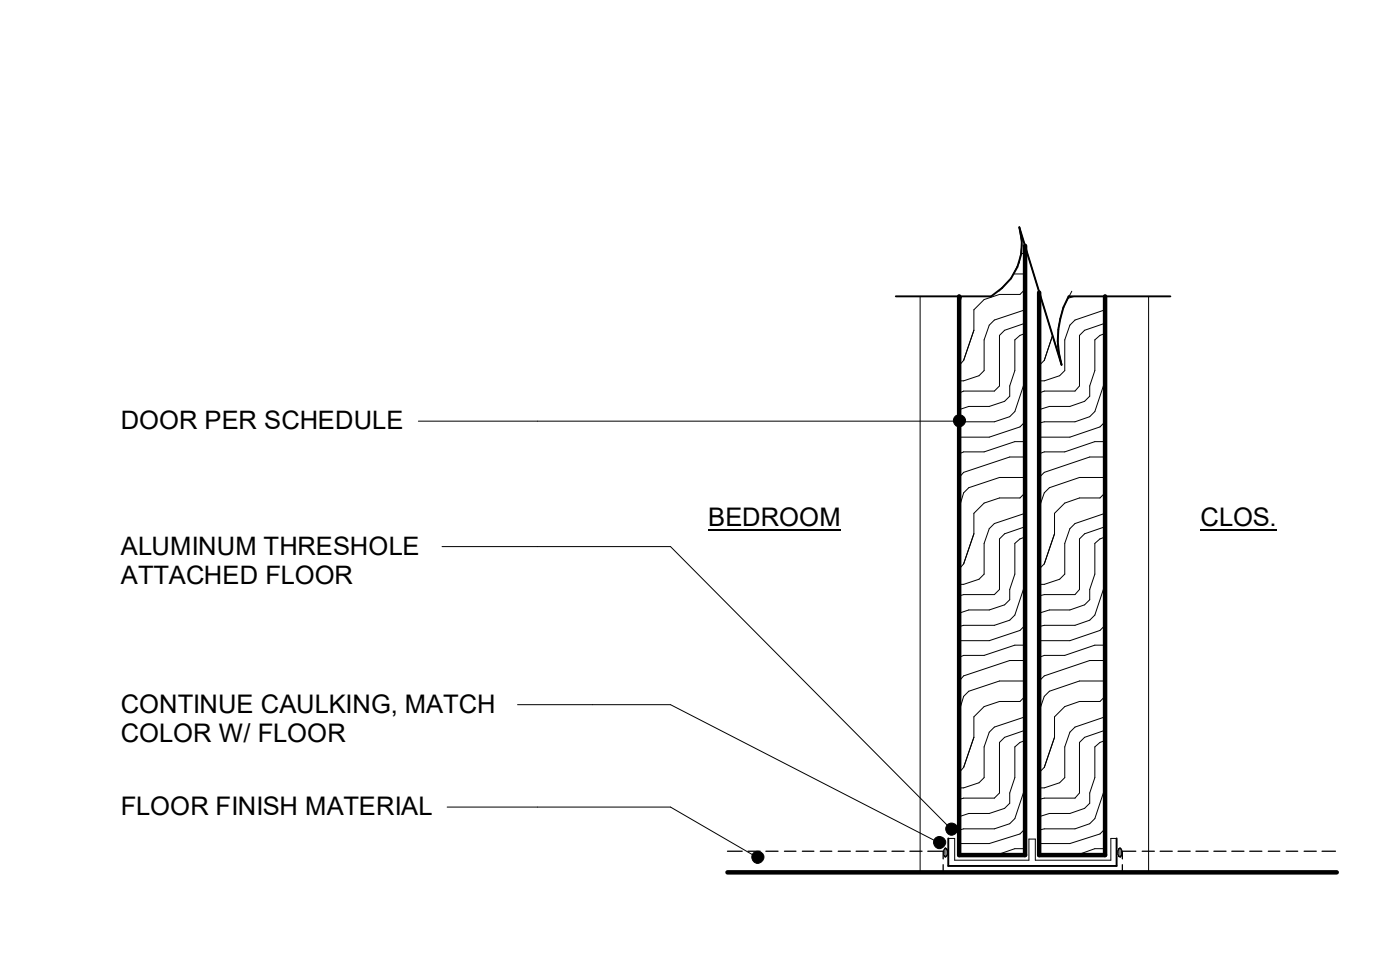 DOOR PER SCHEDULE
BEDROOM
CLOS.
ALUMINUM THRESHOLE
ATTACHED FLOOR
CONTINUE CAULKING, MATCH
COLOR W/ FLOOR
FLOOR FINISH MATERIAL